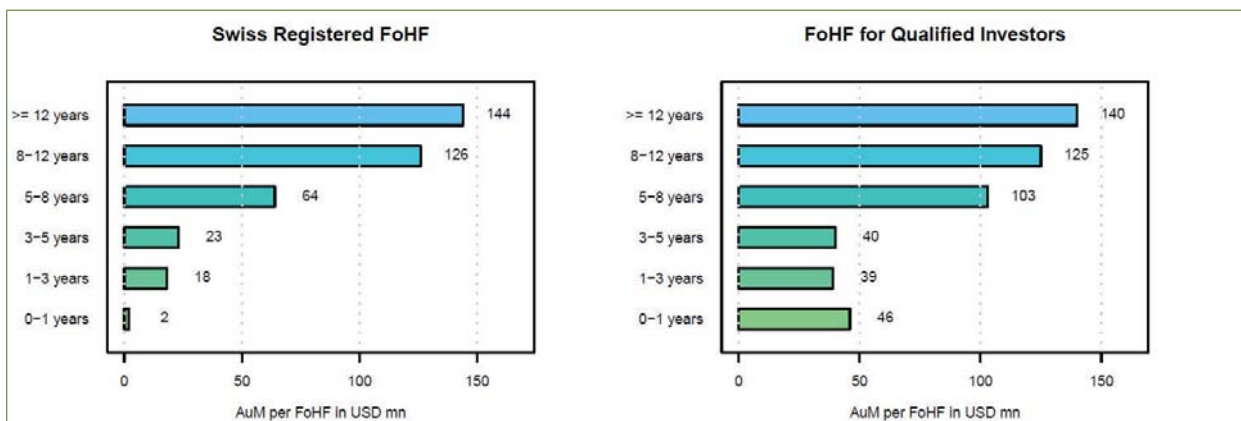 Swiss Registered FoHF
>= 12 years 144
8−12 years 126
5−8 years 64
3−5 years 23
1−3 years 18
0−1 years 2
0 50 100 150
AuM per FoHF in USD mn
FoHF for Qualified Investors
>= 12 years 140
8−12 years 125
5−8 years 103
3−5 years 40
1−3 years 39
0−1 years 46
0 50 100 150
AuM per FoHF in USD mn